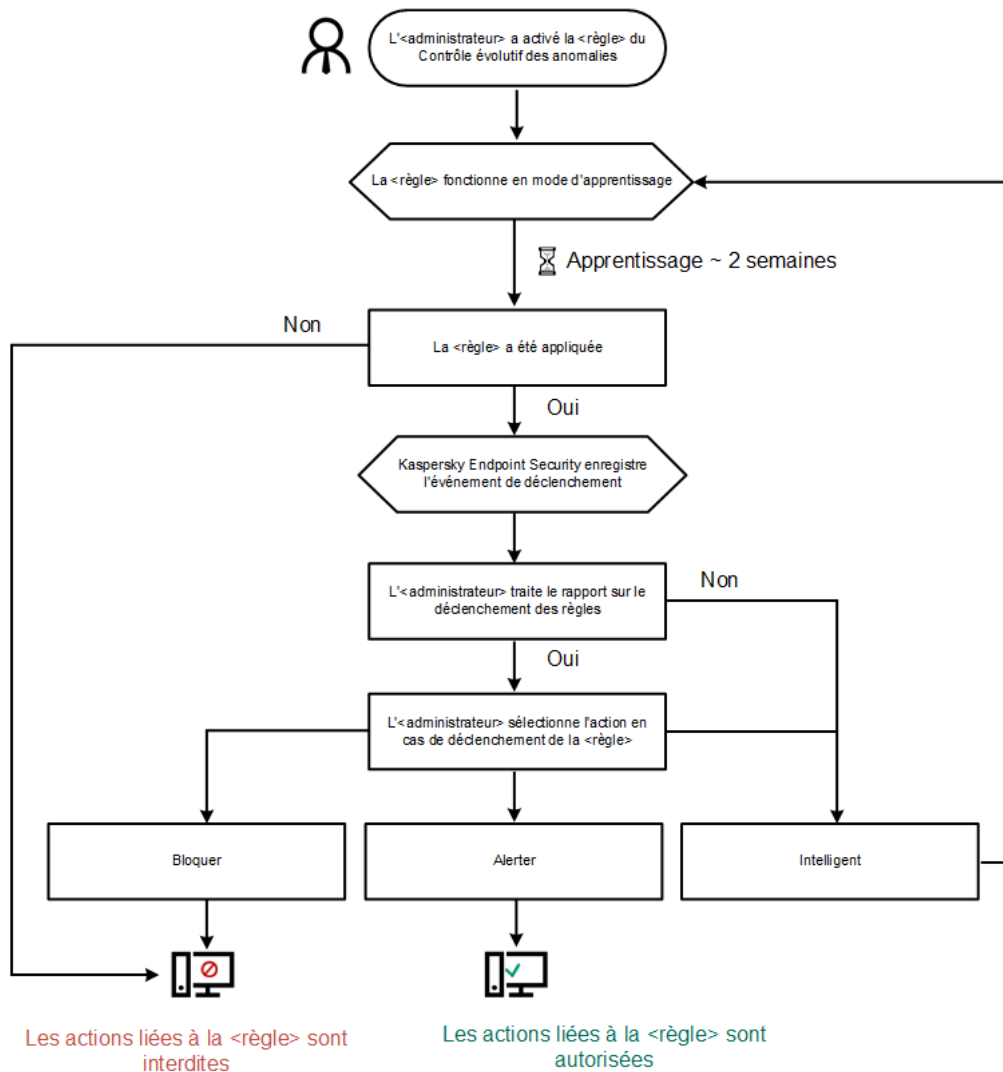 L'<administrateur> a activé la <règle> du
Contrôle évolutif des anomalies
La <règle> fonctionne en mode d'apprentissage
Apprentissage ~ 2 semaines
Non
La <règle> a été appliquée
Oui
Kaspersky Endpoint Security enregistre
l'événement de déclenchement
L'<administrateur> traite le rapport sur le
déclenchement des règles
Non
Oui
L'<administrateur> sélectionne l'action en
cas de déclenchement de la <règle>
Bloquer
Alerter
Intelligent
Les actions liées à la <règle> sont
interdites
Les actions liées à la <règle> sont
autorisées